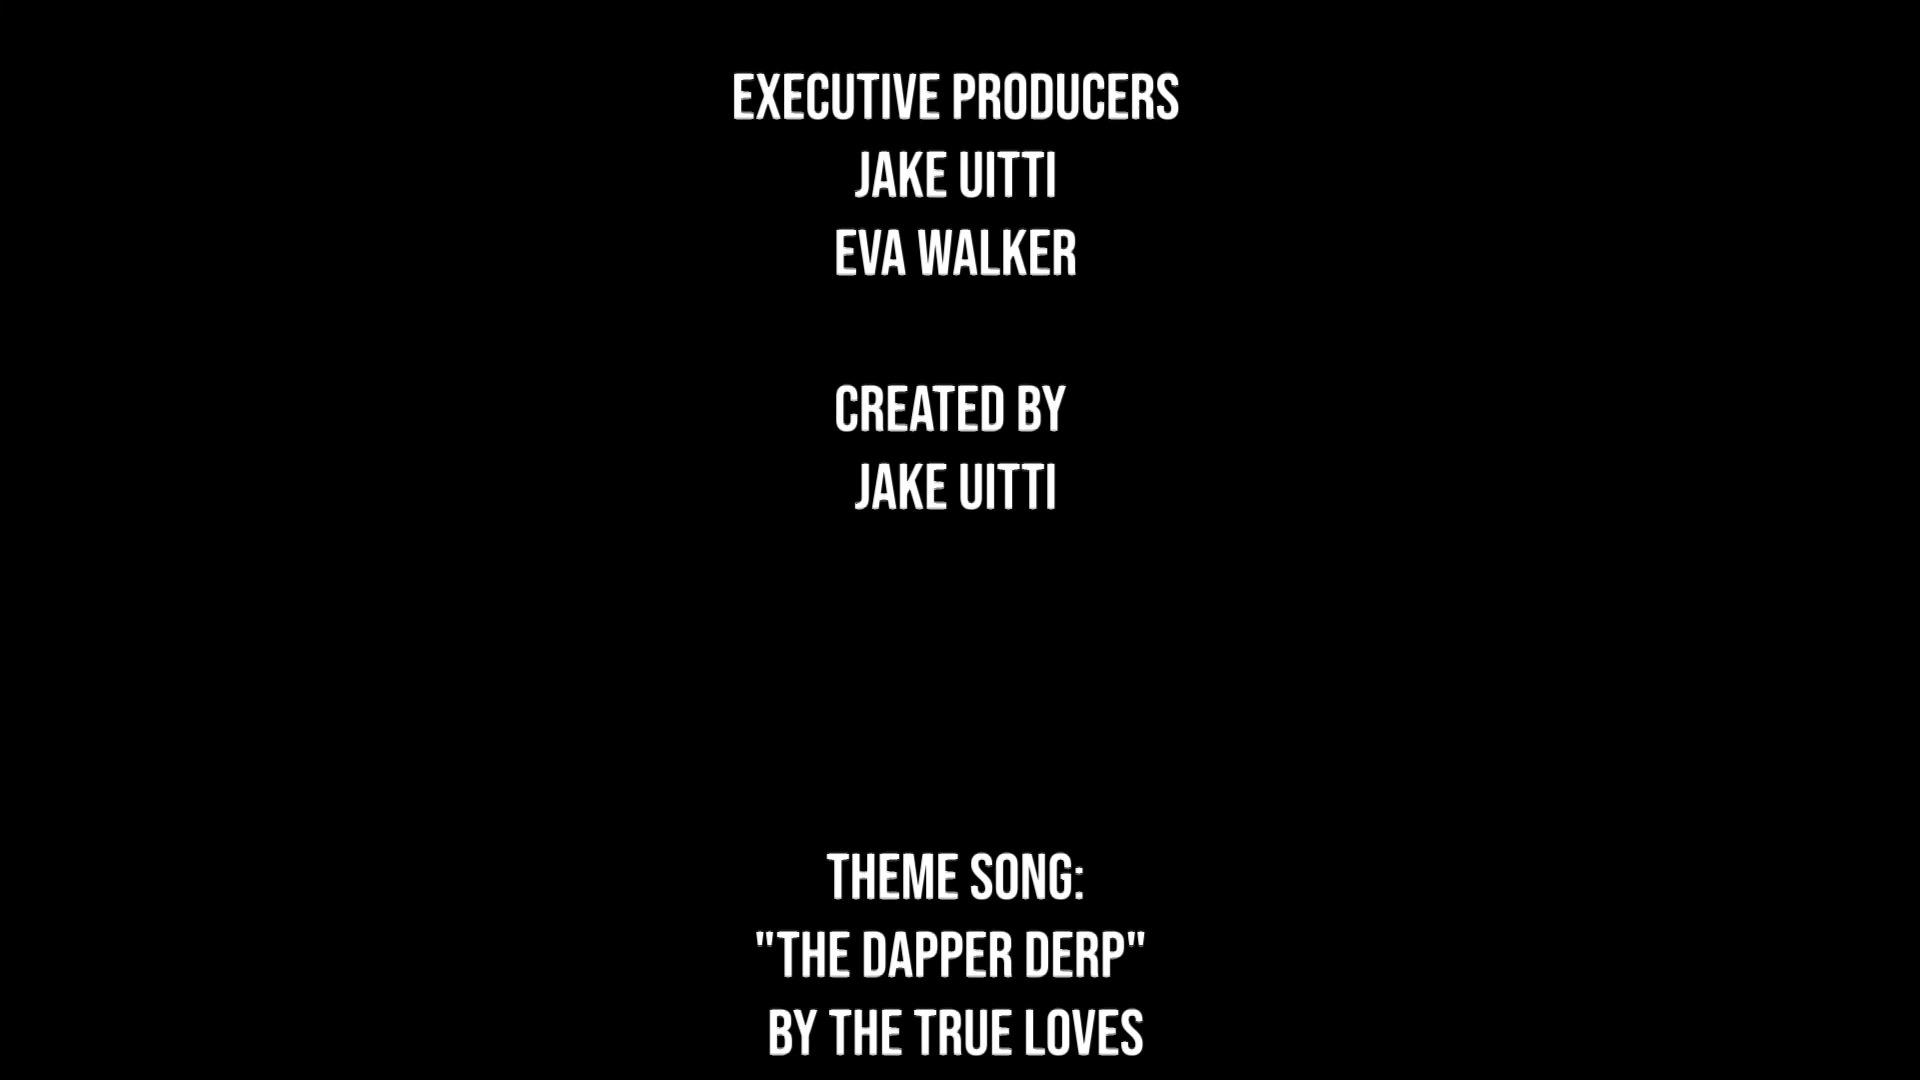 EXECUTIVE PRODUCERS
JAKE UITTI
EVA WALKER
CREATED BY
JAKE UITTI
THEME SONG:
"THE DAPPER DERP"
BY THE TRUE LOVES